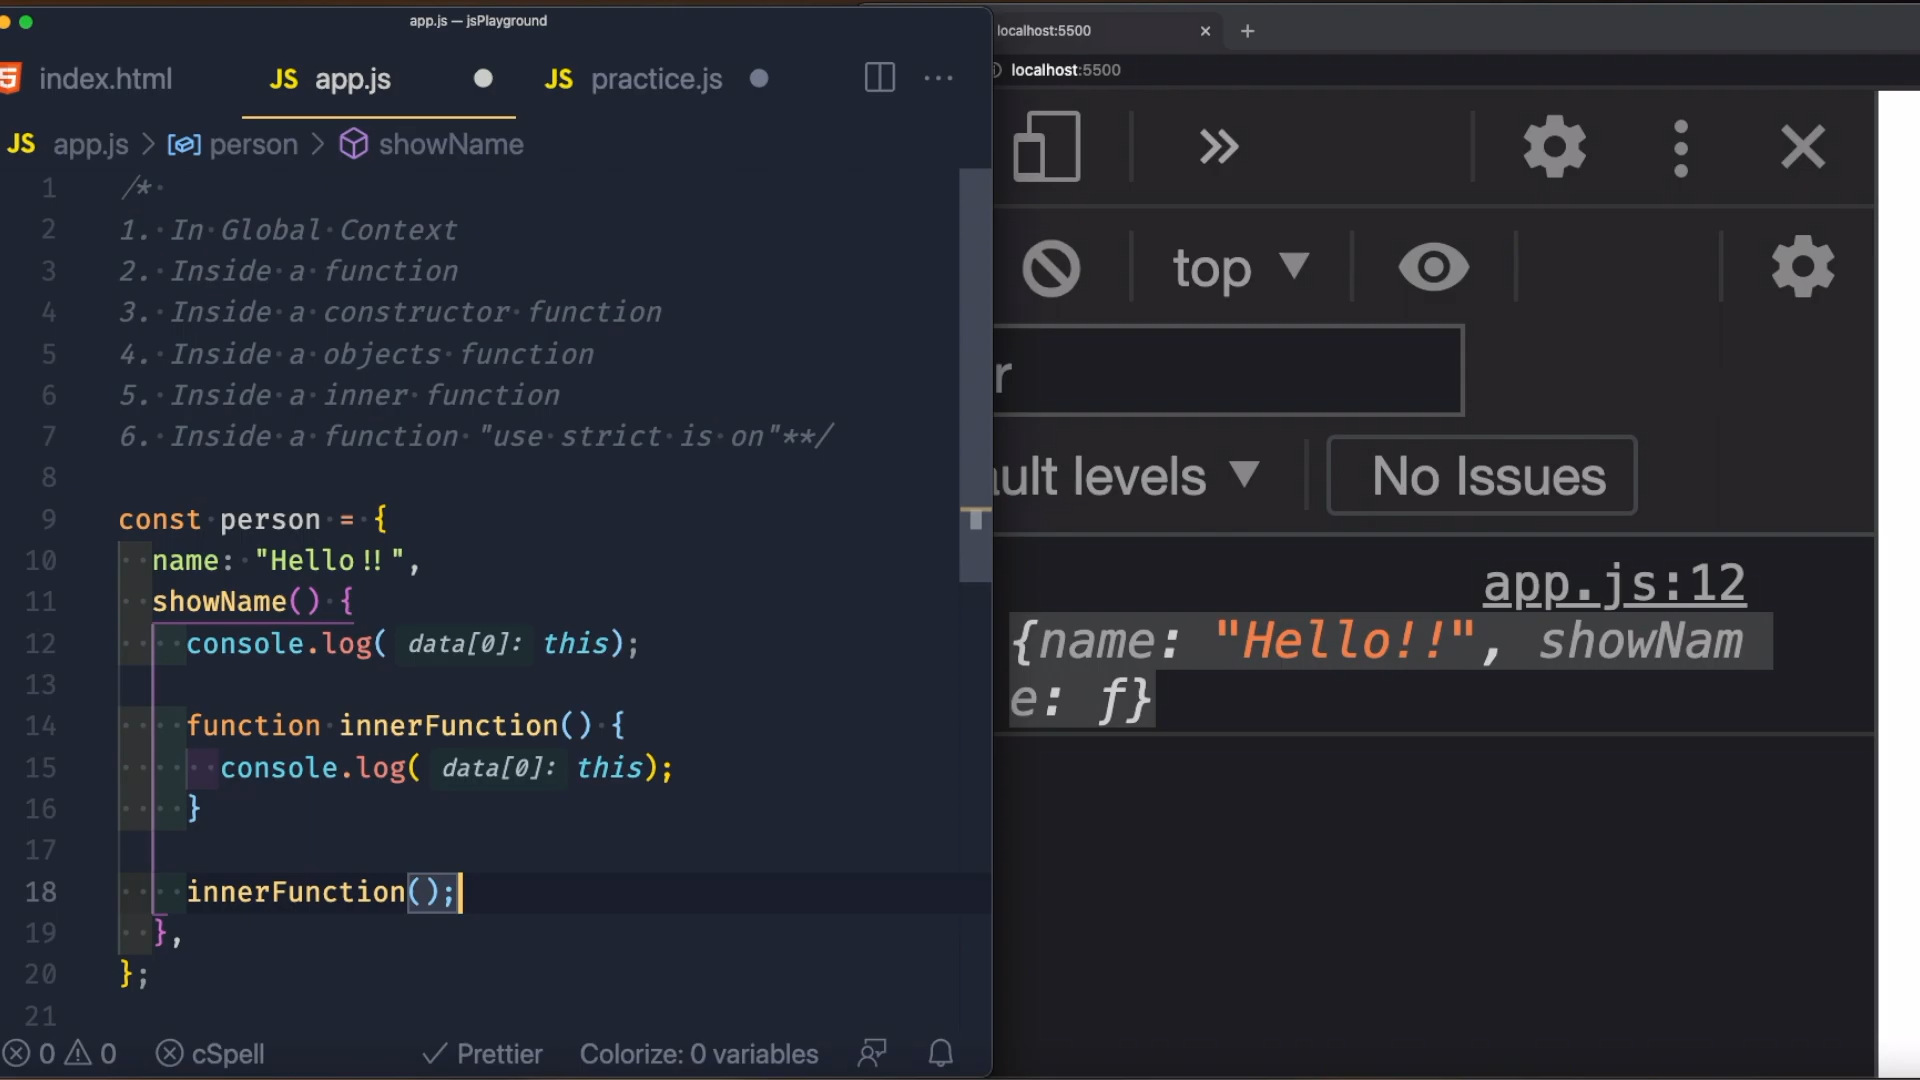 app.js — jsPlayground
index.html
JS app.js
JS practice.js
JS app.js > person > showName
1 /*
2 1. In Global Context
3 2. Inside a function
4 3. Inside a constructor function
5 4. Inside a objects function
6 5. Inside a inner function
7 6. Inside a function "use strict is on"**/
8
9 const person = {
10 name: "Hello!!",
11 showName() {
12 console.log( data[0]: this);
13
14 function innerFunction() {
15 console.log( data[0]: this);
16 }
17
18 innerFunction();
19 },
20 };
21
0 0 cSpell Prettier Colorize: 0 variables
localhost:5500
localhost:5500
top
r
ult levels
No Issues
app.js:12
{name: "Hello!!", showNam
e: ƒ}